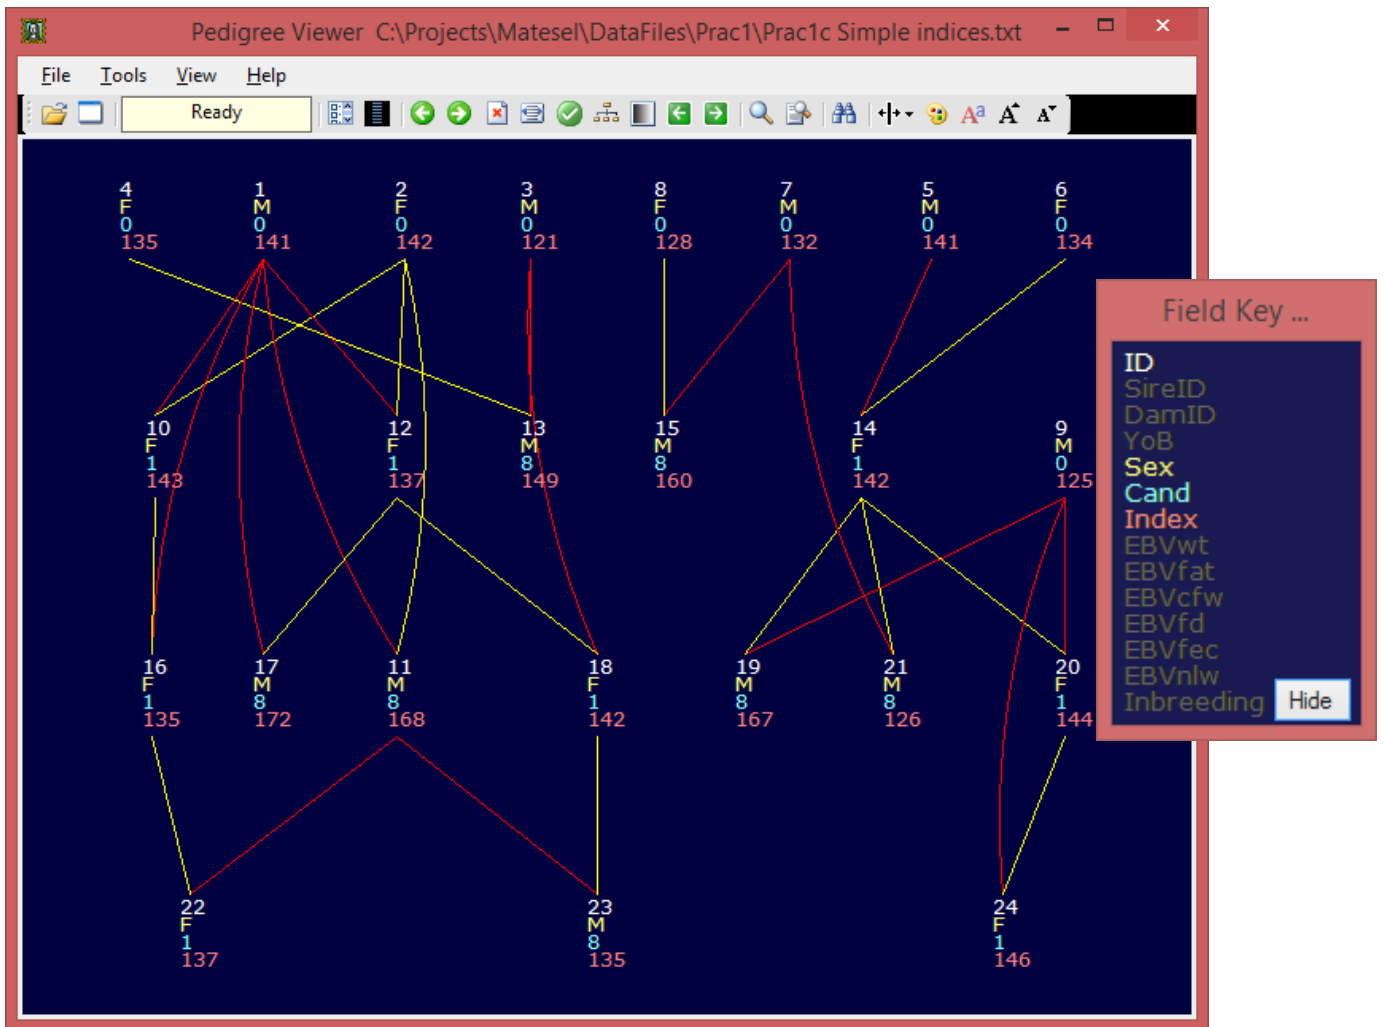 Pedigree Viewer C:\Projects\Matesel\DataFiles\Prac1\Prac1c Simple indices.txt
File Tools View Help
Ready
4 1 2 3 8 7 5 6
F M F M F M M F
0 0 0 0 0 0 0 0
135 141 142 121 128 132 141 134
10 12 13 15 14 9
F F M M F M
1 1 8 8 1 0
143 137 149 160 142 125
16 17 11 18 19 21 20
F M M F M M F
1 8 8 1 8 8 1
135 172 168 142 167 126 144
22 23 24
F M F
1 8 1
137 135 146
Field Key ...
ID
SireID
DamID
YoB
Sex
Cand
Index
EBVwt
EBVfat
EBVcfw
EBVfd
EBVfec
EBVnlw
Inbreeding
Hide